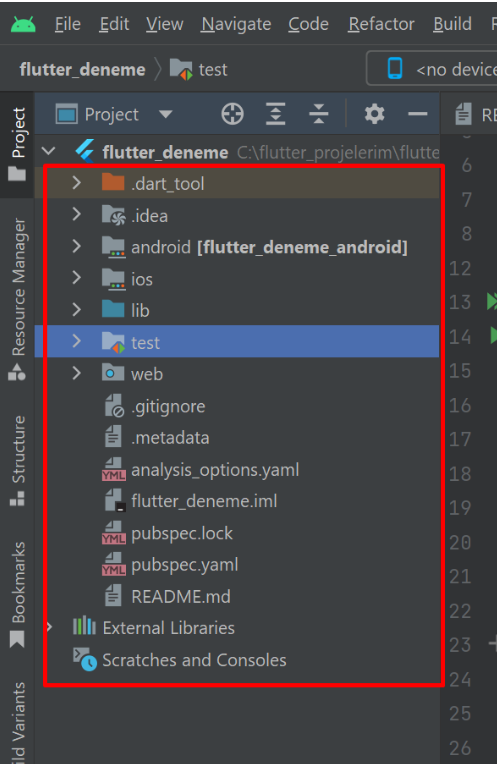 File Edit View Navigate Code Refactor Build
flutter_deneme test <no device
Project
RE
flutter_deneme C:\flutter_projelerim\flutte
.dart_tool
.idea
android [flutter_deneme_android]
ios
lib
test
web
.gitignore
.metadata
analysis_options.yaml
flutter_deneme.iml
pubspec.lock
pubspec.yaml
README.md
External Libraries
Scratches and Consoles
Project
Resource Manager
Structure
Bookmarks
ild Variants
6
7
8
12
13
14
15
16
17
18
19
20
21
22
23
24
25
26